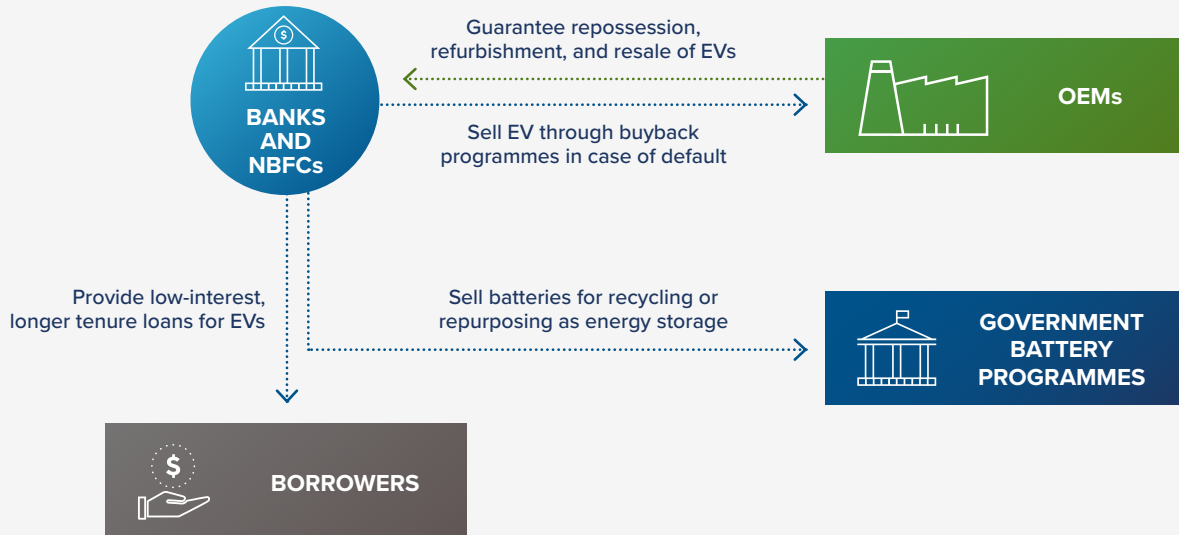 Guarantee repossession,
refurbishment, and resale of EVs
$
BANKS
AND
NBFCs
OEMs
Sell EV through buyback
programmes in case of default
Provide low-interest,
longer tenure loans for EVs
Sell batteries for recycling or
repurposing as energy storage
GOVERNMENT
BATTERY
PROGRAMMES
$
BORROWERS